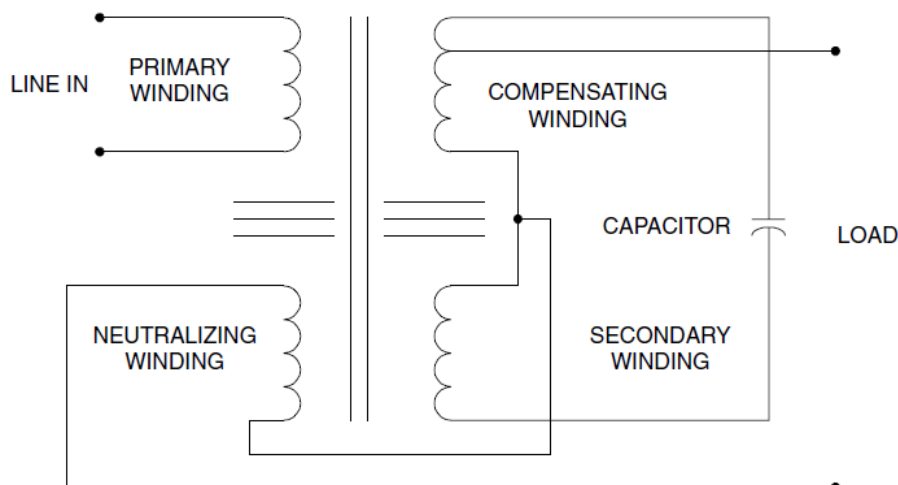 LINE IN
PRIMARY
WINDING
COMPENSATING
WINDING
CAPACITOR
LOAD
NEUTRALIZING
WINDING
SECONDARY
WINDING